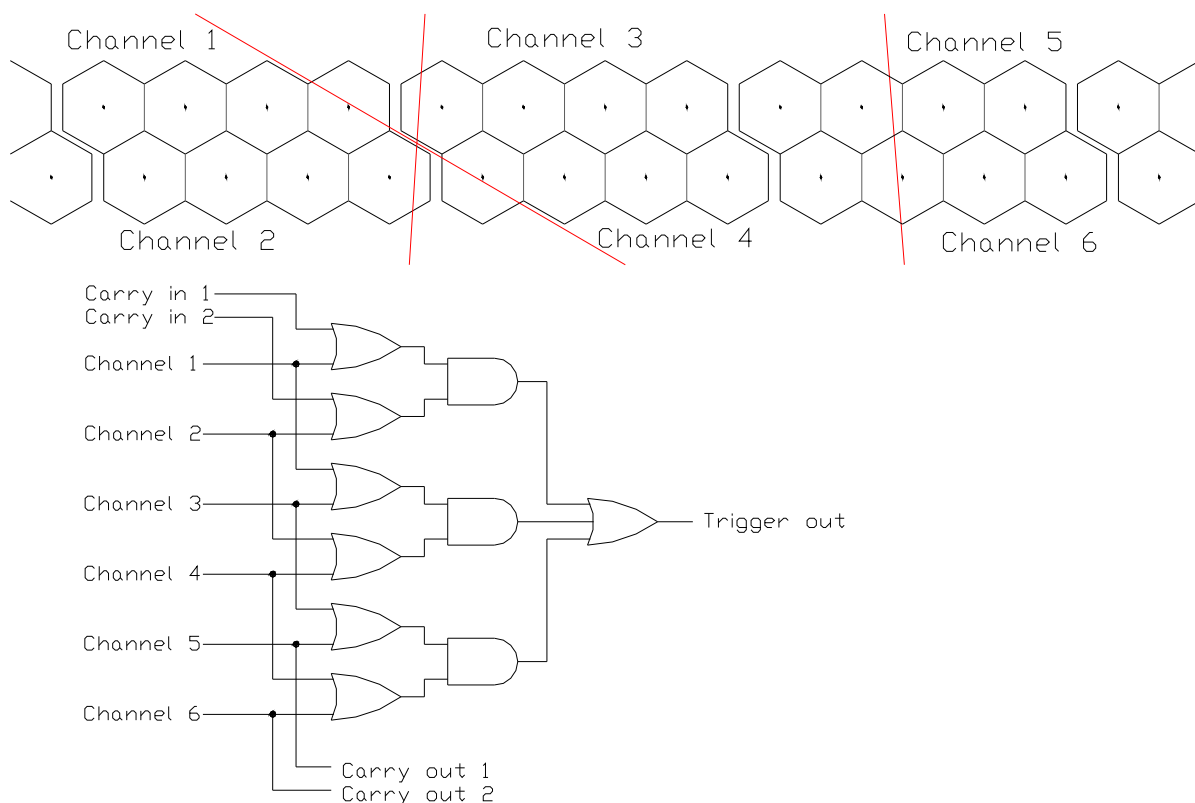 Channel 1
Channel 3
Channel 5
Channel 2
Channel 4
Channel 6
Carry in 1
Carry in 2
Channel 1
Channel 2
Channel 3
Trigger out
Channel 4
Channel 5
Channel 6
Carry out 1
Carry out 2